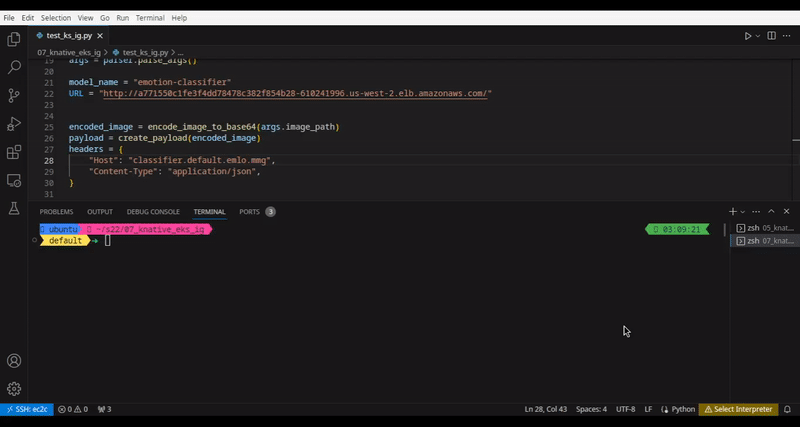 File Edit Selection View Go Run Terminal Help
test_ks_ig.py
07_knative_eks_ig > test_ks_ig.py > ...
19 args = parser.parse_args()
20
21 model_name = "emotion-classifier"
22 URL = "http://a771550c1fe3f4dd78478c382f854b28-610241996.us-west-2.elb.amazonaws.com/"
23
24
25 encoded_image = encode_image_to_base64(args.image_path)
26 payload = create_payload(encoded_image)
27 headers = {
28 "Host": "classifier.default.emlo.mmg",
29 "Content-Type": "application/json",
30 }
31
PROBLEMS OUTPUT DEBUG CONSOLE TERMINAL PORTS 3
ubuntu ~/s22/07_knative_eks_ig 03:09:21
zsh 05_knat...
default
zsh 07_knat...
SSH: ec2c 0 0 3 Ln 28, Col 43 Spaces: 4 UTF-8 LF Python Select Interpreter